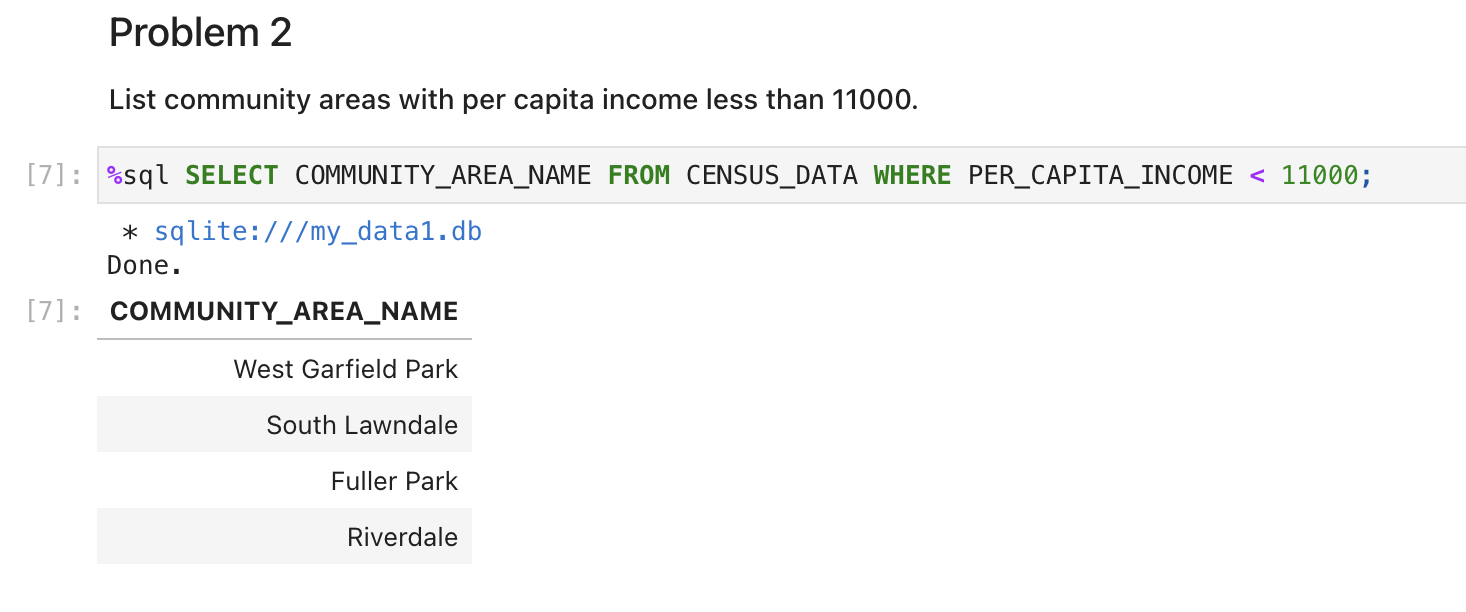 Problem 2
List community areas with per capita income less than 11000.
[7]: %sql SELECT COMMUNITY_AREA_NAME FROM CENSUS_DATA WHERE PER_CAPITA_INCOME < 11000;
* sqlite:///my_data1.db
Done.
[7]: COMMUNITY_AREA_NAME
West Garfield Park
South Lawndale
Fuller Park
Riverdale